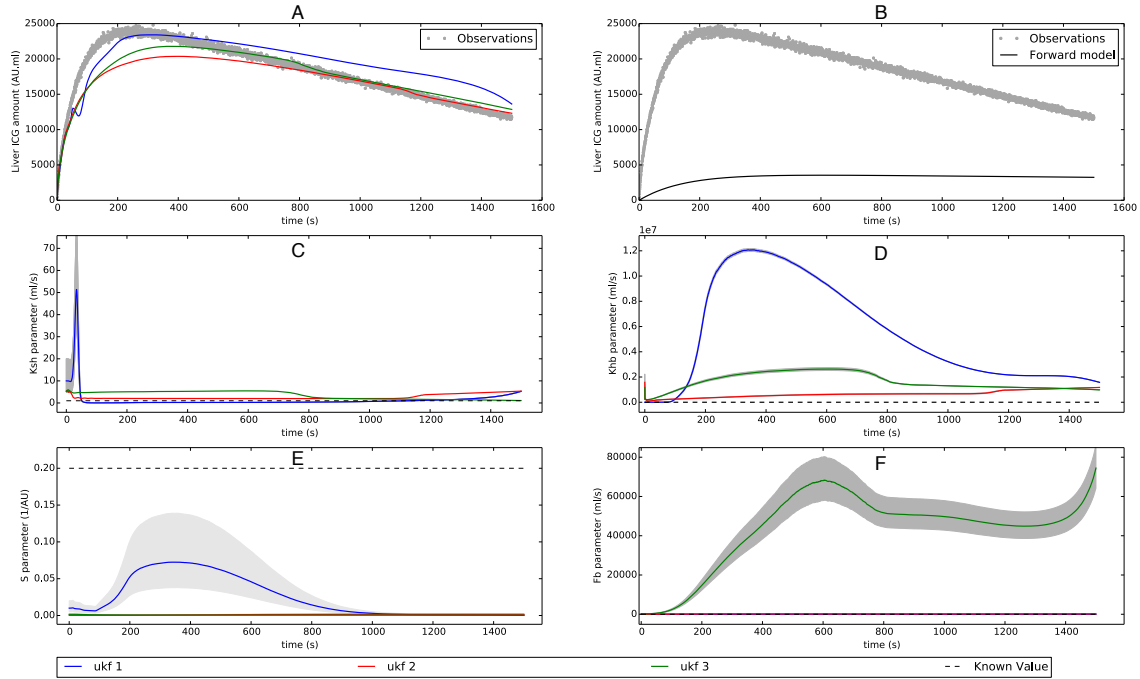 A
25000
20000
15000
10000
5000
0
Liver ICG amount (AU.ml)
Observations
0 200 400 600 800 1000 1200 1400 1600
time (s)
B
25000
20000
15000
10000
5000
0
Liver ICG amount (AU.ml)
Observations
Forward model
0 200 400 600 800 1000 1200 1400 1600
time (s)
C
70
60
50
40
30
20
10
0
Ksh parameter (ml/s)
0 200 400 600 800 1000 1200 1400
time (s)
1e7
D
1.2
1.0
0.8
0.6
0.4
0.2
0.0
Khb parameter (ml/s)
0 200 400 600 800 1000 1200 1400
time (s)
E
0.20
0.15
0.10
0.05
0.00
S parameter (1/AU)
0 200 400 600 800 1000 1200 1400
time (s)
F
80000
60000
40000
20000
0
Fb parameter (ml/s)
0 200 400 600 800 1000 1200 1400
time (s)
ukf 1 ukf 2 ukf 3 Known Value